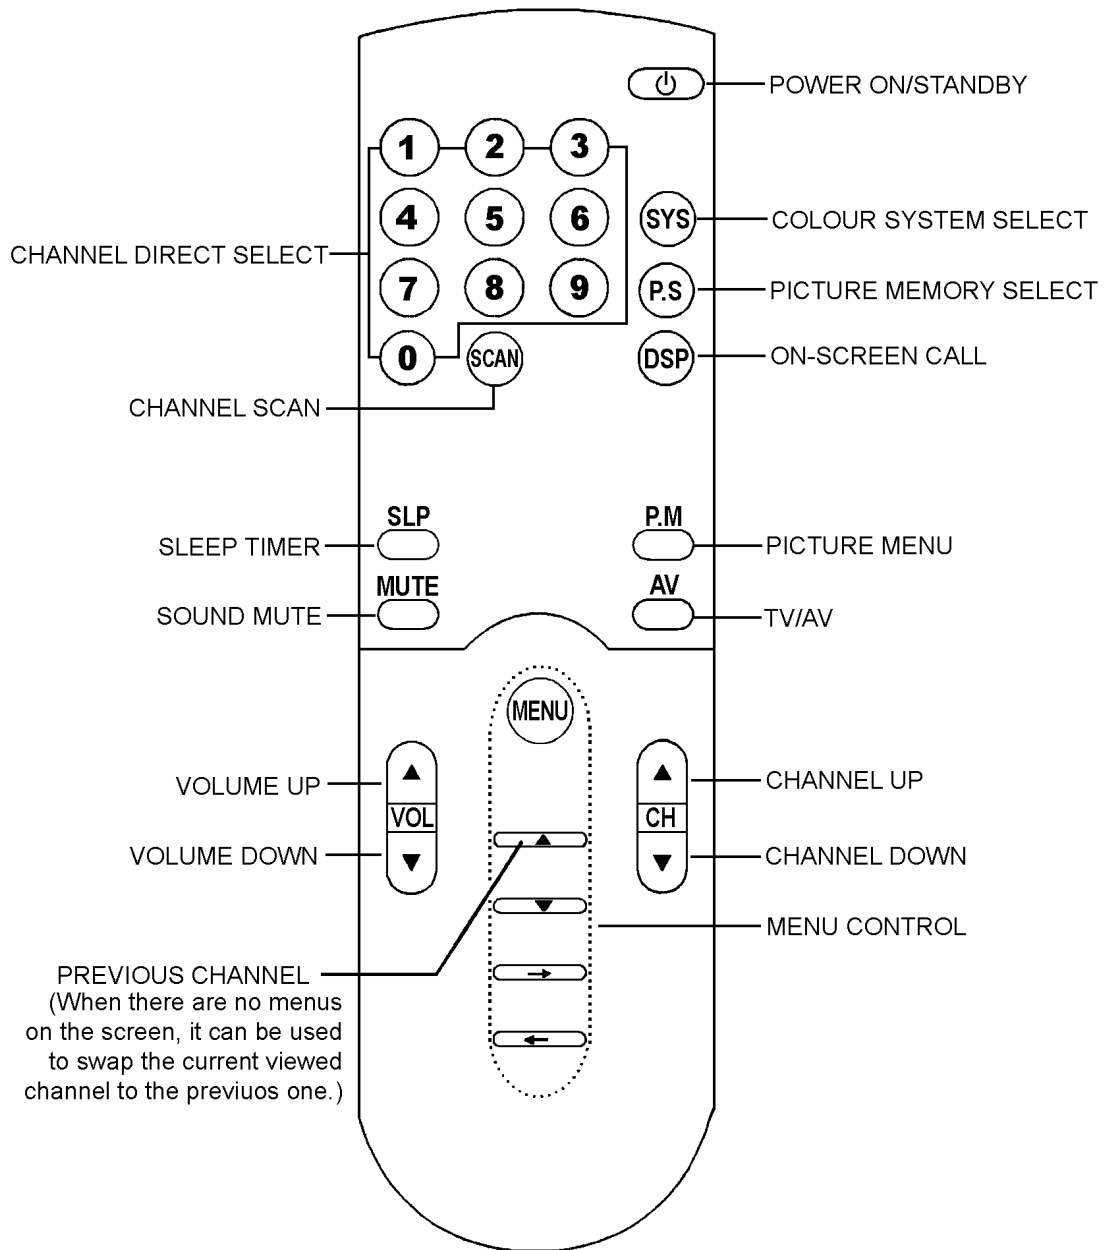 POWER ON/STANDBY
1 2 3
4 5 6 SYS COLOUR SYSTEM SELECT
CHANNEL DIRECT SELECT
7 8 9 P.S PICTURE MEMORY SELECT
0 SCAN DSP ON-SCREEN CALL
CHANNEL SCAN
SLP P.M
SLEEP TIMER PICTURE MENU
MUTE AV
SOUND MUTE TV/AV
MENU
VOLUME UP CHANNEL UP
VOL CH
VOLUME DOWN CHANNEL DOWN
MENU CONTROL
PREVIOUS CHANNEL
(When there are no menus
on the screen, it can be used
to swap the current viewed
channel to the previuos one.)